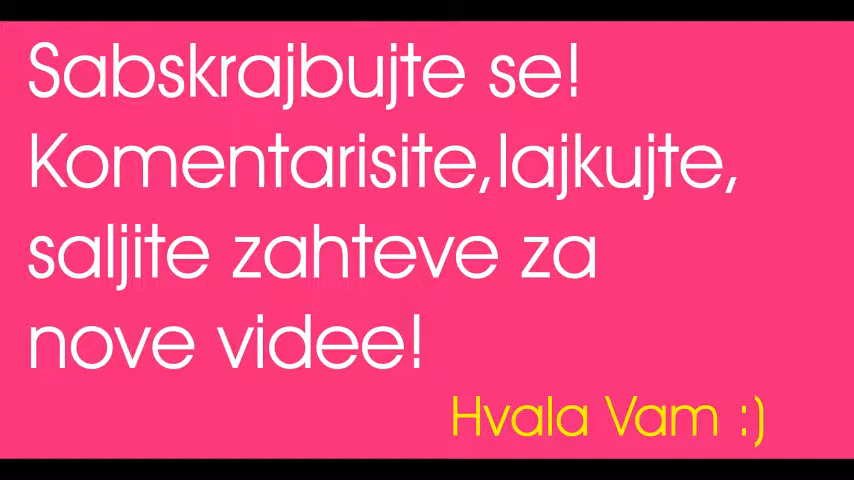 Sabskrajbujte se!
Komentarisite,lajkujte,
saljite zahteve za
nove videe!
Hvala Vam :)